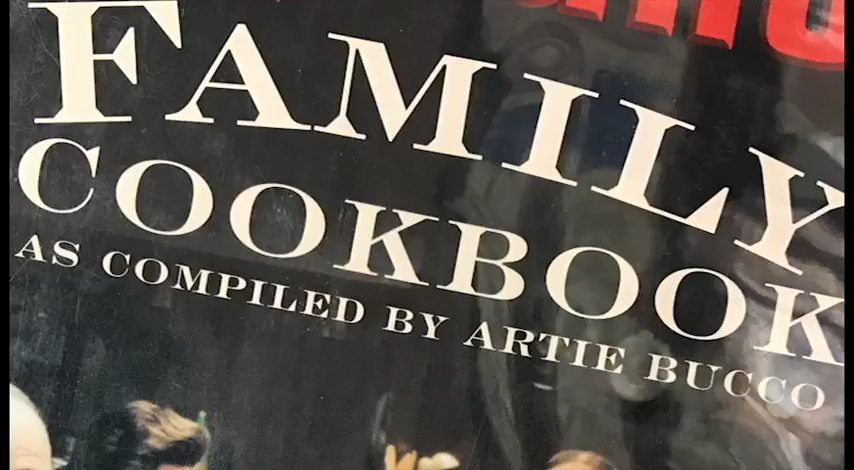 FAMILY
COOKBOOK
AS COMPILED BY ARTIE BUCCO